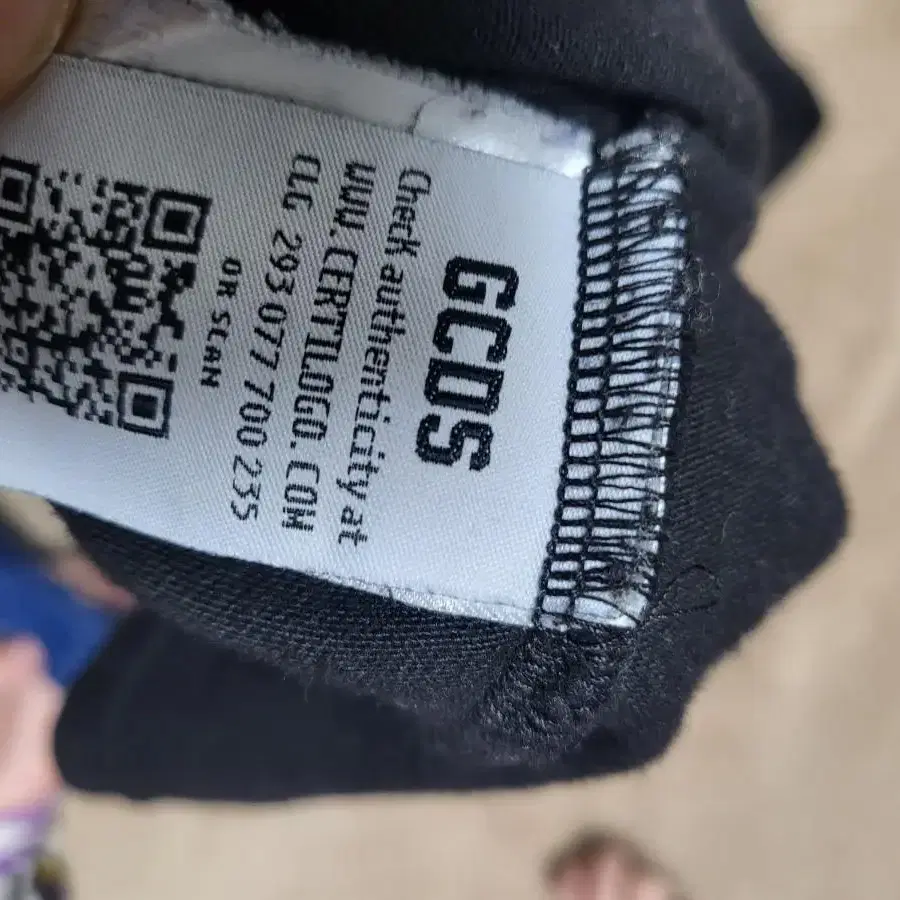 GCDS
Check authenticity at
WWW.CERTILOGO.COM
CLG 293 077 700 235
OR SCAN